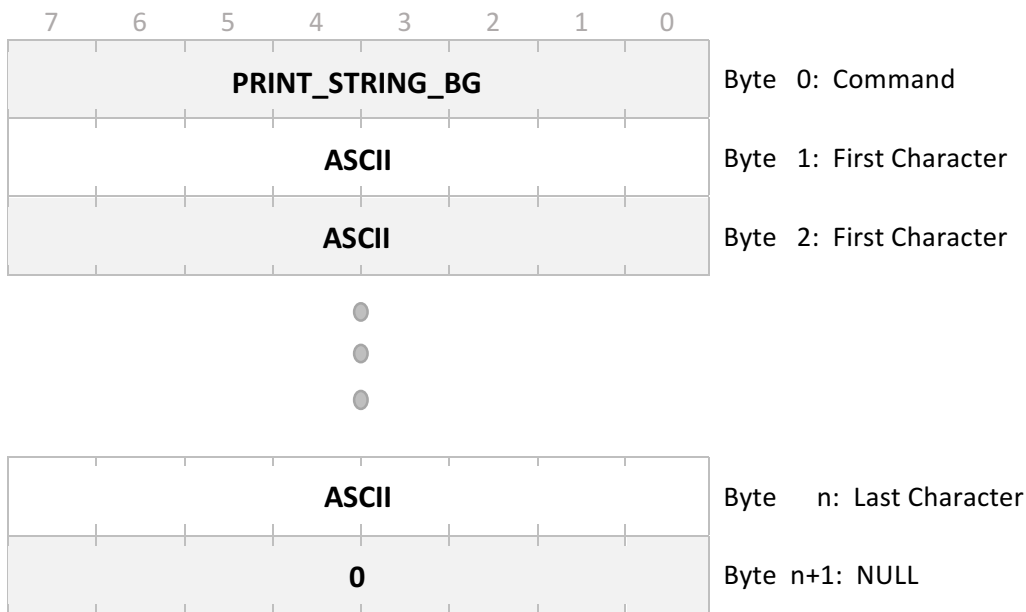 7 6 5 4 3 2 1 0
PRINT_STRING_BG Byte 0: Command
ASCII Byte 1: First Character
ASCII Byte 2: First Character
ASCII Byte n: Last Character
0 Byte n+1: NULL